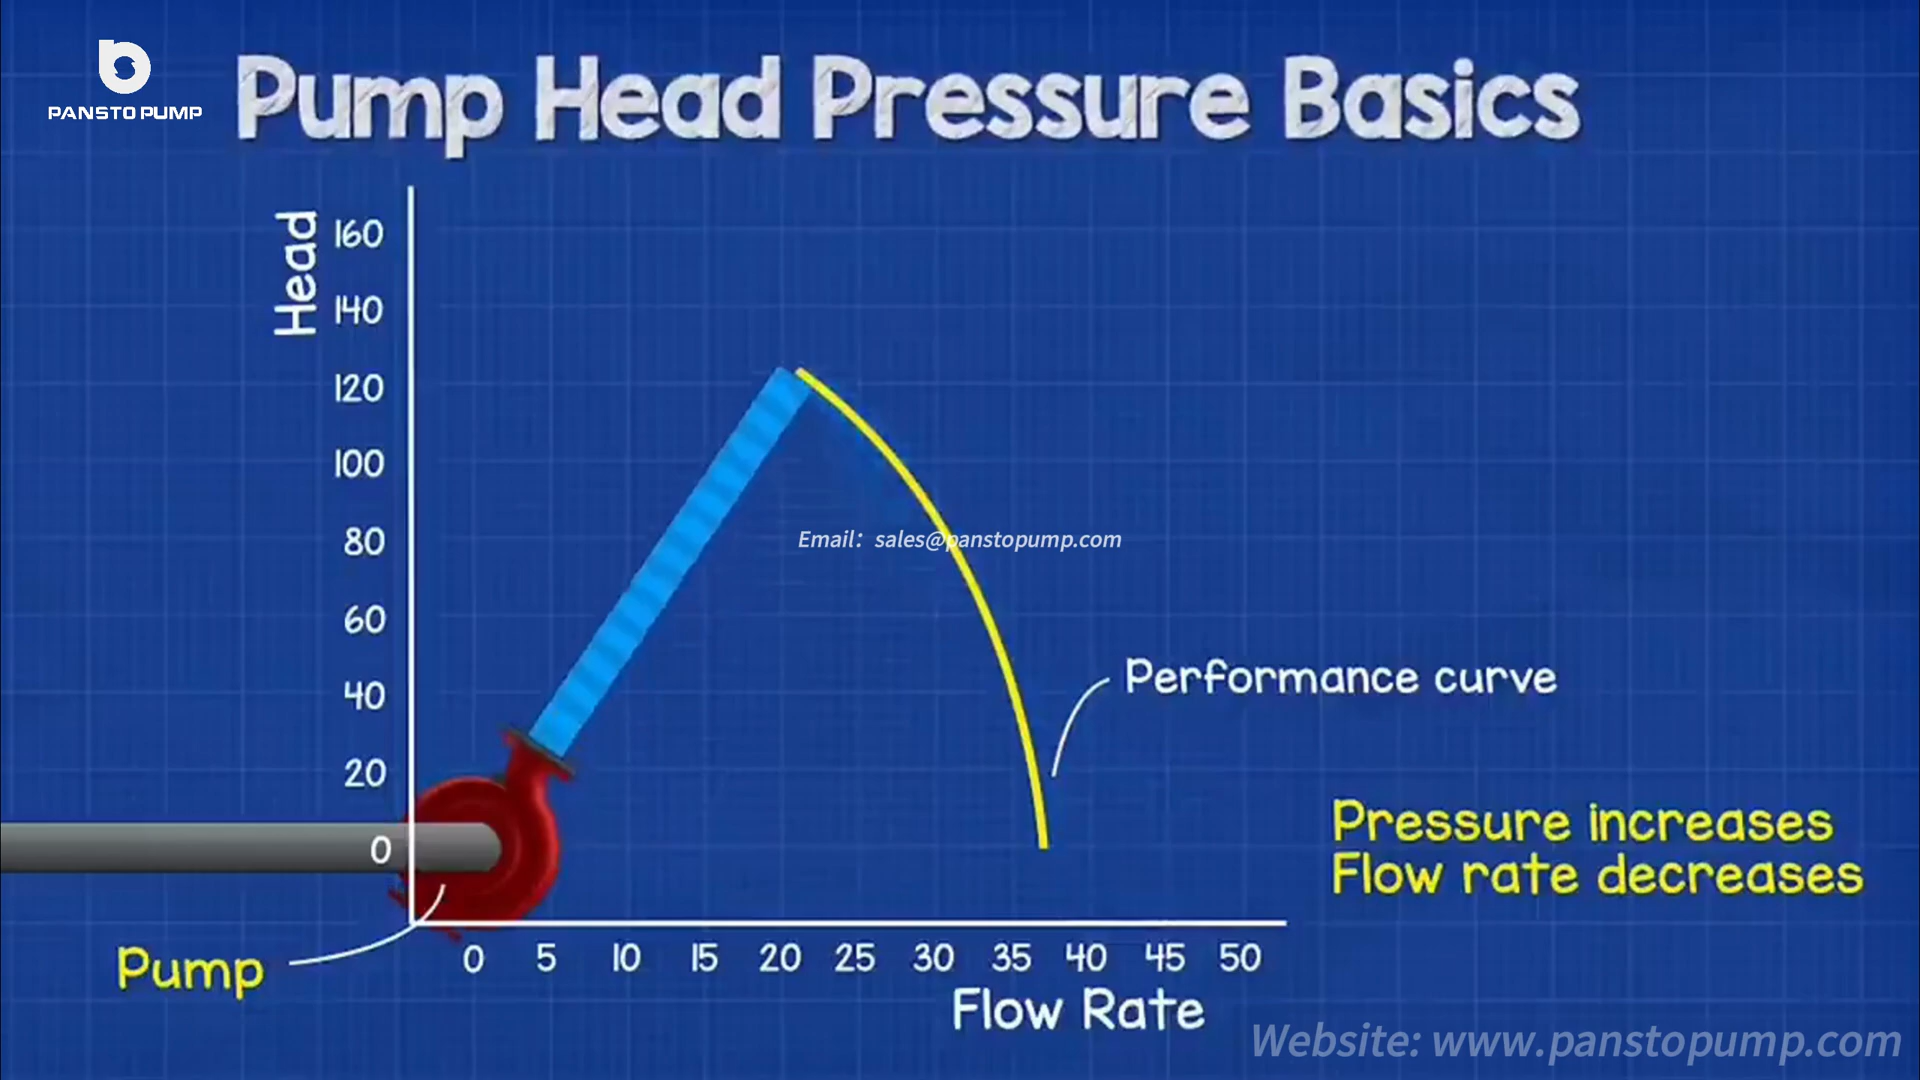 PANSTO PUMP
Pump Head Pressure Basics
Head
160
140
120
100
80
60
40
20
0
Email：sales@panstopump.com
Performance curve
Pressure increases
Flow rate decreases
Pump
0 5 10 15 20 25 30 35 40 45 50
Flow Rate
Website: www.panstopump.com